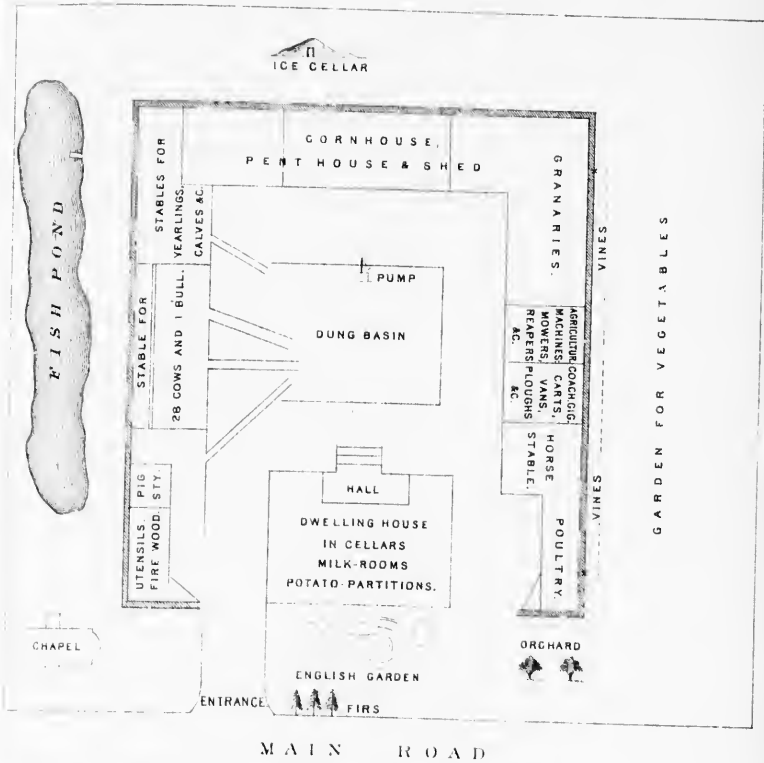 ICE CELLAR
FISH POND
STABLES FOR
YEARLINGS,
CALVES &C.
CORNHOUSE,
PENT HOUSE & SHED
GRANARIES.
VINES
GARDEN FOR VEGETABLES
STABLE FOR
28 COWS AND 1 BULL.
PUMP
DUNG BASIN
AGRICULTUR.
MACHINES:
MOWERS,
REAPERS
&C.
COACH, GIG,
CARTS,
VANS,
PLOUGHS
&C.
HORSE
STABLE.
VINES
POULTRY.
PIG
STY.
UTENSILS.
FIRE WOOD.
HALL
DWELLING HOUSE
IN CELLARS
MILK-ROOMS
POTATO-PARTITIONS.
CHAPEL
ENGLISH GARDEN
ORCHARD
ENTRANCE
FIRS
MAIN ROAD